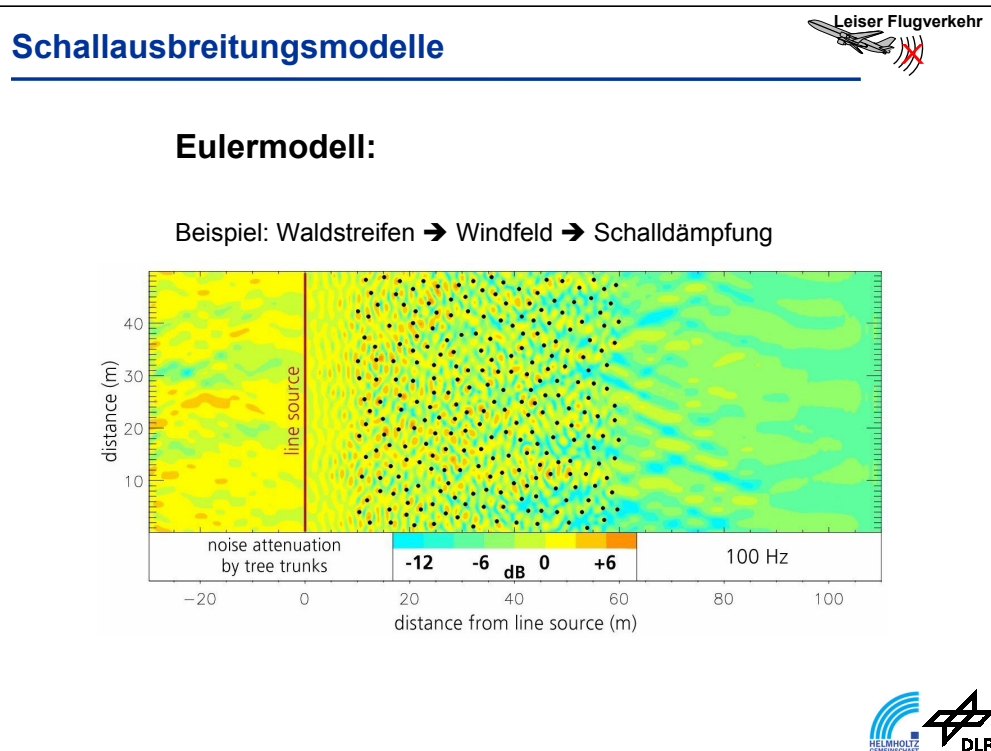 Leiser Flugverkehr
Schallausbreitungsmodelle
Eulermodell:
Beispiel: Waldstreifen ➔ Windfeld ➔ Schalldämpfung
distance (m)
40
30
20
10
line source
noise attenuation
by tree trunks
-12 -6 0 +6
dB
100 Hz
−20 0 20 40 60 80 100
distance from line source (m)
HELMHOLTZ
GEMEINSCHAFT
DLR